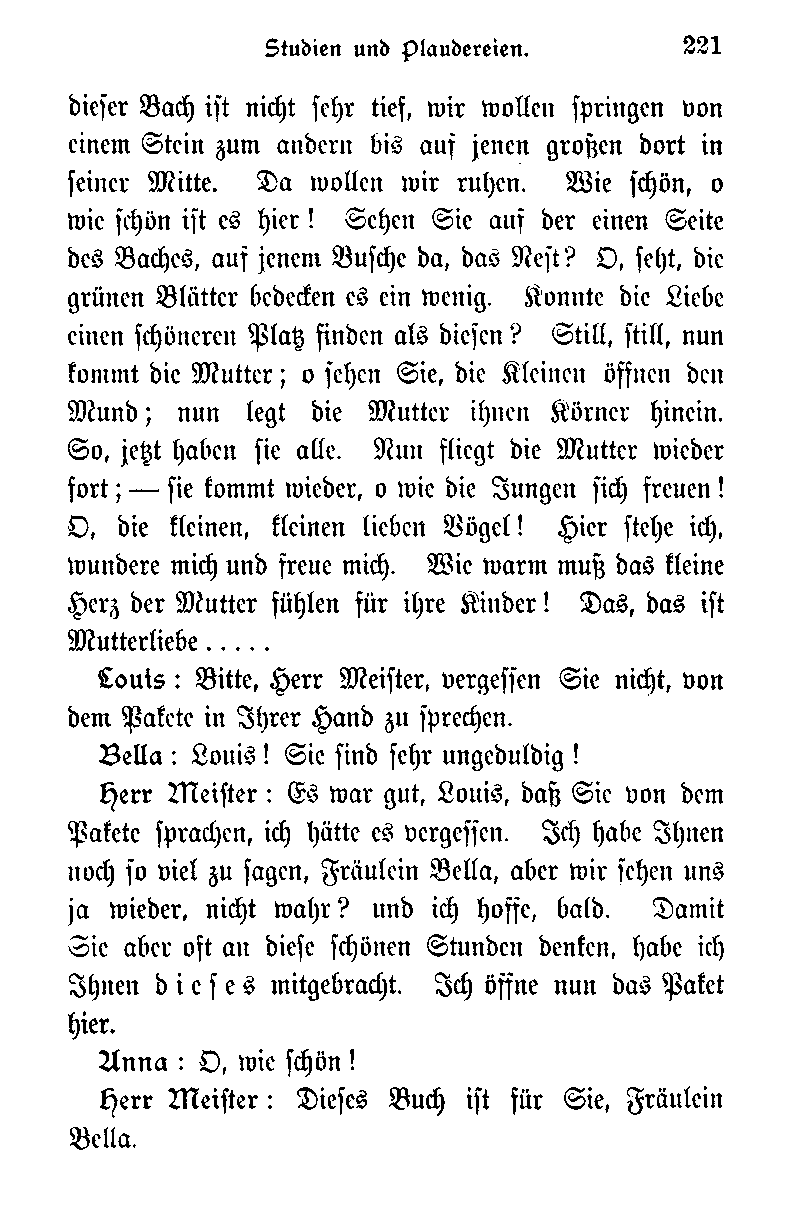 Studien und Plaudereien. 221
dieser Bach ist nicht sehr tief, wir wollen springen von
einem Stein zum andern bis auf jenen großen dort in
seiner Mitte. Da wollen wir ruhen. Wie schön, o
wie schön ist es hier! Sehen Sie auf der einen Seite
des Baches, auf jenem Busche da, das Nest? O, seht, die
grünen Blätter bedecken es ein wenig. Konnte die Liebe
einen schöneren Platz finden als diesen? Still, still, nun
kommt die Mutter; o sehen Sie, die Kleinen öffnen den
Mund; nun legt die Mutter ihnen Körner hinein.
So, jetzt haben sie alle. Nun fliegt die Mutter wieder
fort; — sie kommt wieder, o wie die Jungen sich freuen!
O, die kleinen, kleinen lieben Vögel! Hier stehe ich,
wundere mich und freue mich. Wie warm muß das kleine
Herz der Mutter fühlen für ihre Kinder! Das, das ist
Mutterliebe . . . . .
Louis: Bitte, Herr Meister, vergessen Sie nicht, von
dem Pakete in Ihrer Hand zu sprechen.
Bella: Louis! Sie sind sehr ungeduldig!
Herr Meister: Es war gut, Louis, daß Sie von dem
Pakete sprachen, ich hätte es vergessen. Ich habe Ihnen
noch so viel zu sagen, Fräulein Bella, aber wir sehen uns
ja wieder, nicht wahr? und ich hoffe, bald. Damit
Sie aber oft an diese schönen Stunden denken, habe ich
Ihnen dieses mitgebracht. Ich öffne nun das Paket
hier.
Anna: O, wie schön!
Herr Meister: Dieses Buch ist für Sie, Fräulein
Bella.